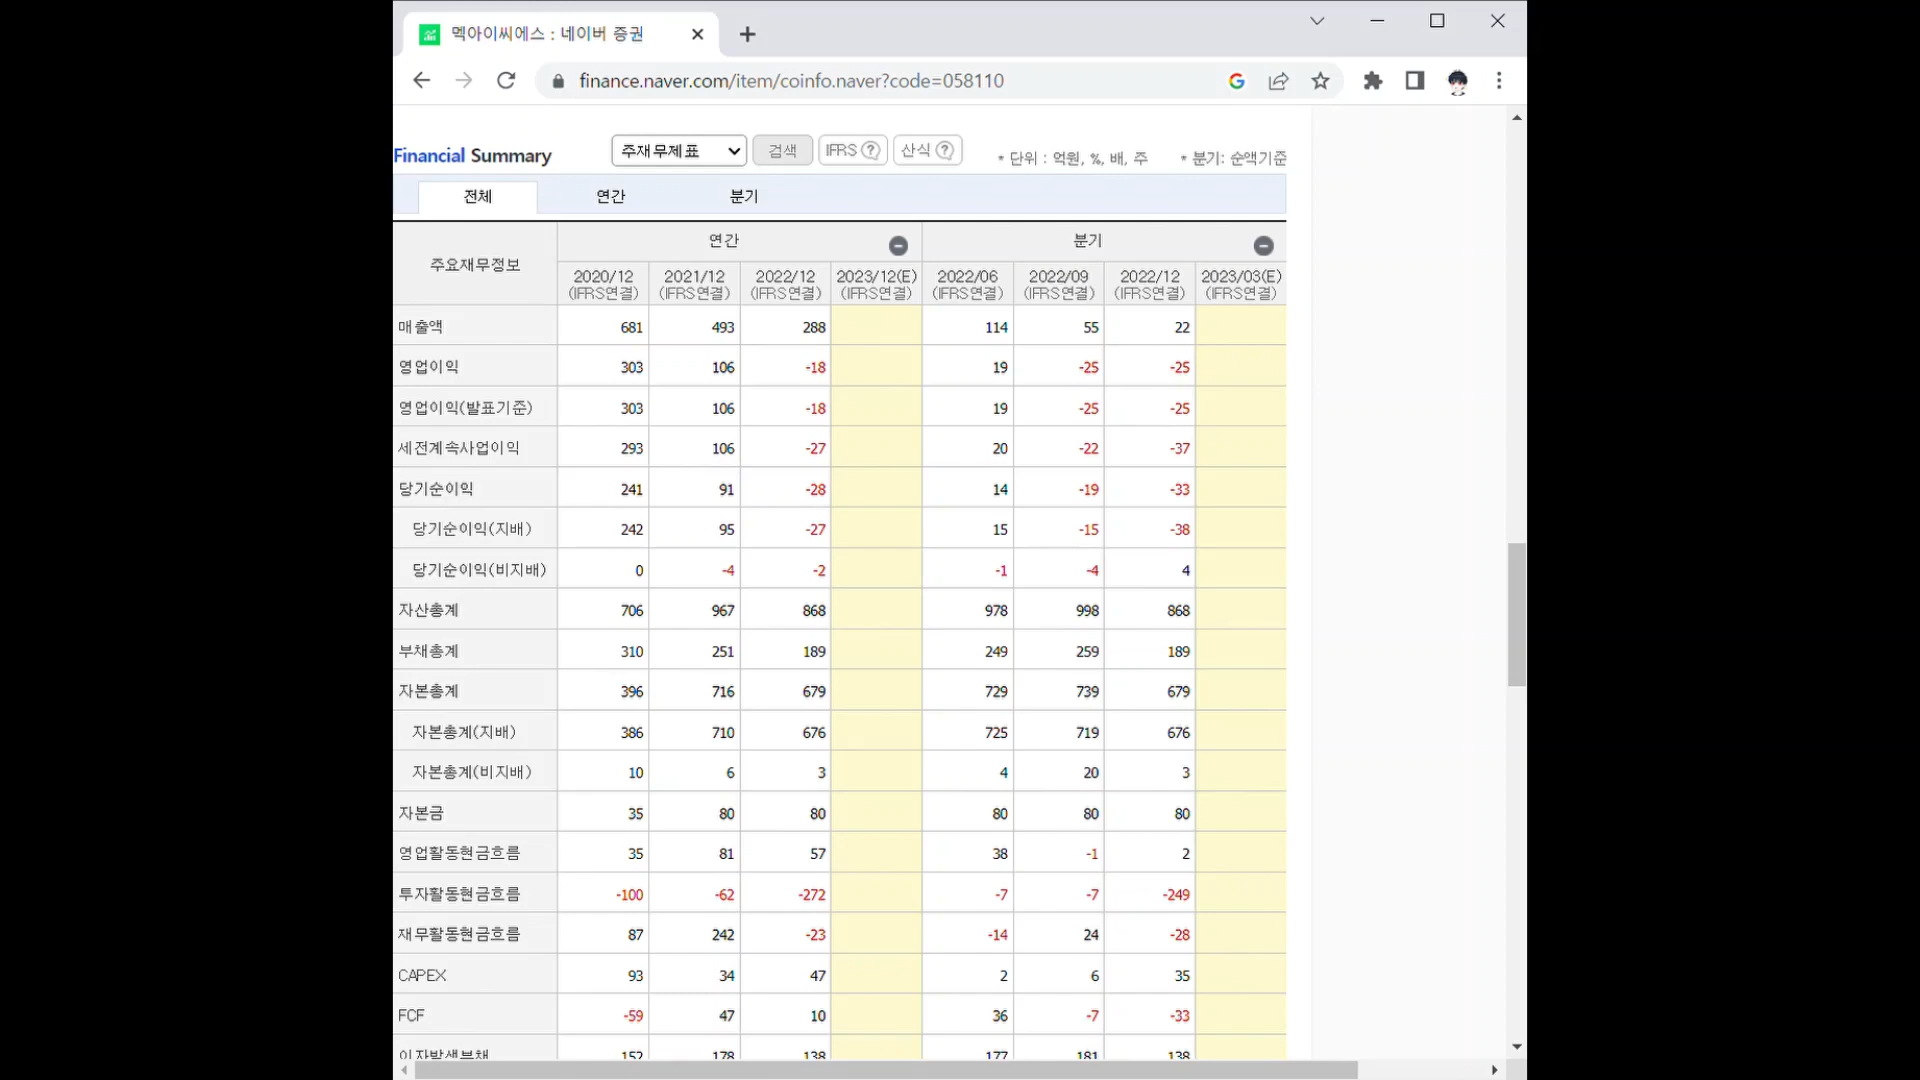 멕아이씨에스 : 네이버 증권
finance.naver.com/item/coinfo.naver?code=058110
Financial Summary 주재무제표 검색 IFRS ? 산식 ? * 단위 : 억원, %, 배, 주 * 분기: 순액기준
전체 연간 분기
주요재무정보 연간 분기
2020/12 2021/12 2022/12 2023/12(E) 2022/06 2022/09 2022/12 2023/03(E)
(IFRS연결) (IFRS연결) (IFRS연결) (IFRS연결) (IFRS연결) (IFRS연결) (IFRS연결) (IFRS연결)
매출액 681 493 288 114 55 22
영업이익 303 106 -18 19 -25 -25
영업이익(발표기준) 303 106 -18 19 -25 -25
세전계속사업이익 293 106 -27 20 -22 -37
당기순이익 241 91 -28 14 -19 -33
당기순이익(지배) 242 95 -27 15 -15 -38
당기순이익(비지배) 0 -4 -2 -1 -4 4
자산총계 706 967 868 978 998 868
부채총계 310 251 189 249 259 189
자본총계 396 716 679 729 739 679
자본총계(지배) 386 710 676 725 719 676
자본총계(비지배) 10 6 3 4 20 3
자본금 35 80 80 80 80 80
영업활동현금흐름 35 81 57 38 -1 2
투자활동현금흐름 -100 -62 -272 -7 -7 -249
재무활동현금흐름 87 242 -23 -14 24 -28
CAPEX 93 34 47 2 6 35
FCF -59 47 10 36 -7 -33
이자발생부채 152 178 138 177 181 138